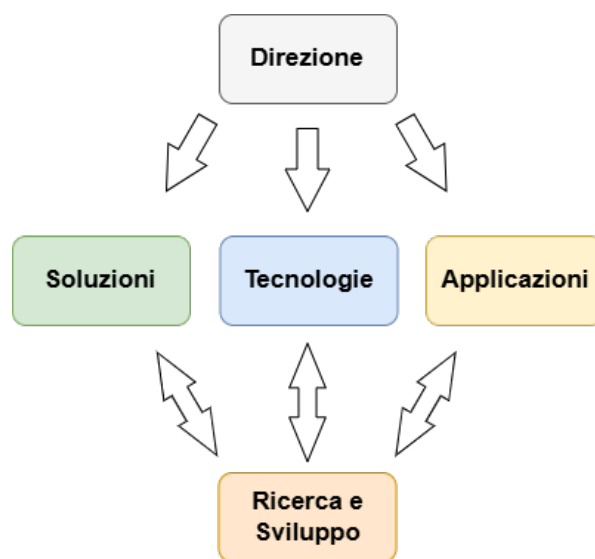 Direzione
Soluzioni
Tecnologie
Applicazioni
Ricerca e
Sviluppo